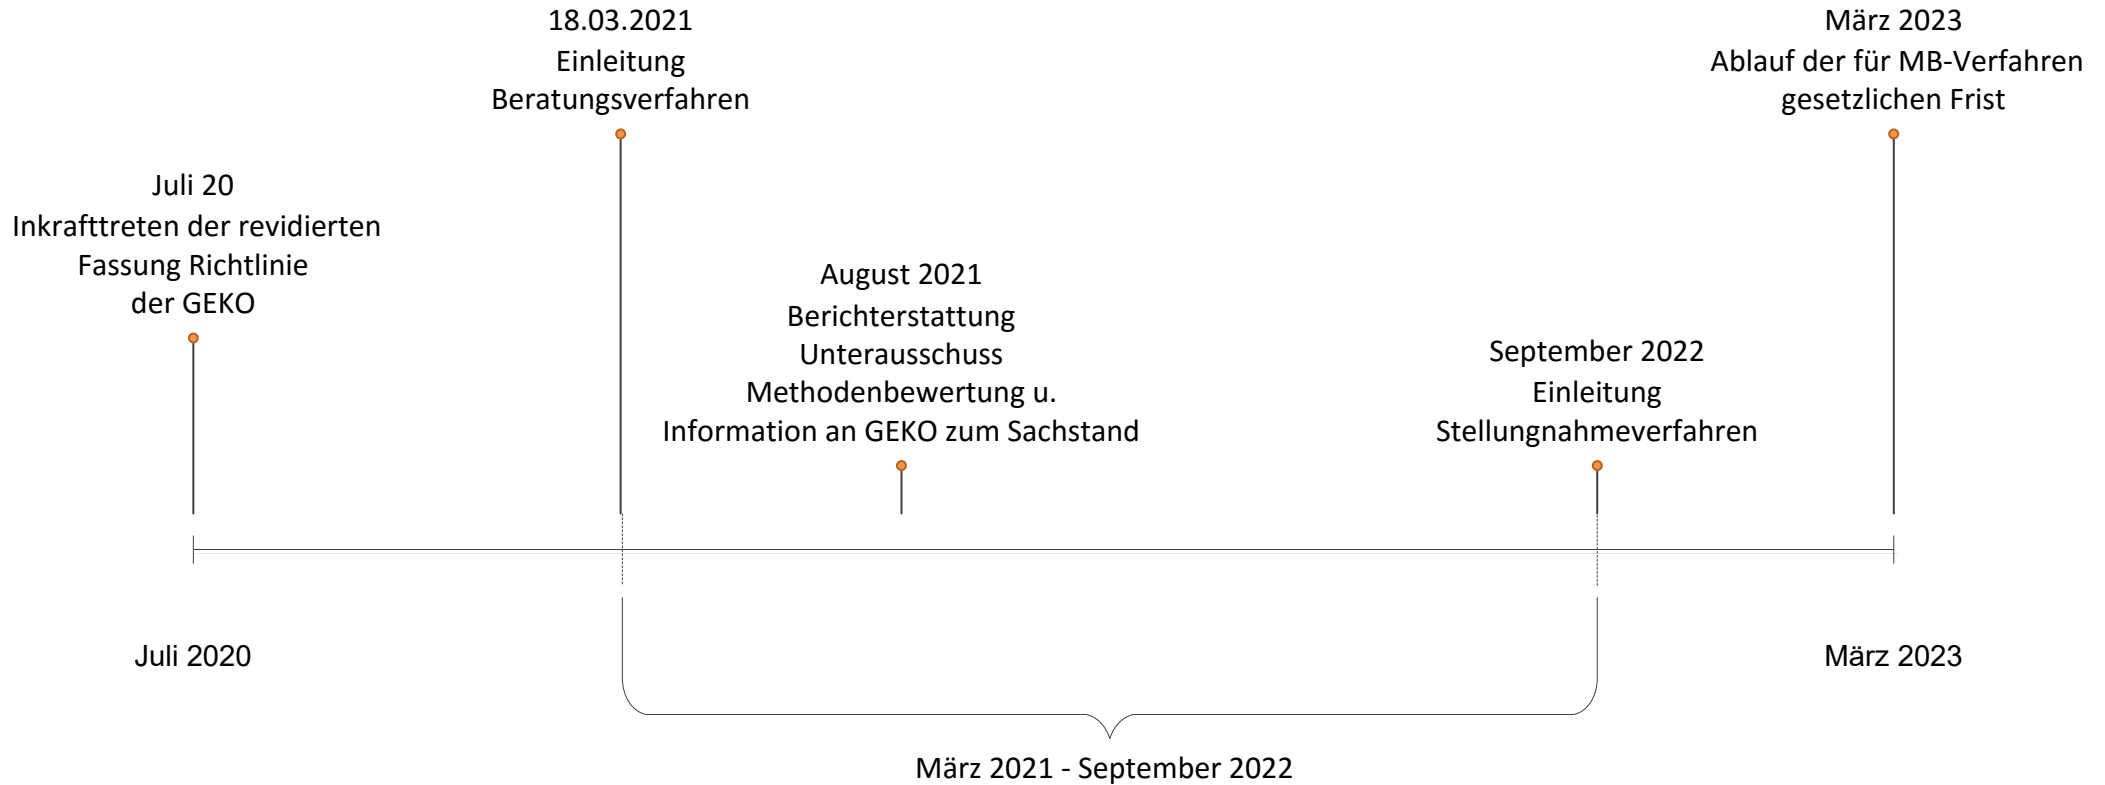 18.03.2021
Einleitung
Beratungsverfahren
März 2023
Ablauf der für MB-Verfahren
gesetzlichen Frist
Juli 20
Inkrafttreten der revidierten
Fassung Richtlinie
der GEKO
August 2021
Berichterstattung
Unterausschuss
Methodenbewertung u.
Information an GEKO zum Sachstand
September 2022
Einleitung
Stellungnahmeverfahren
Juli 2020
März 2023
März 2021 - September 2022